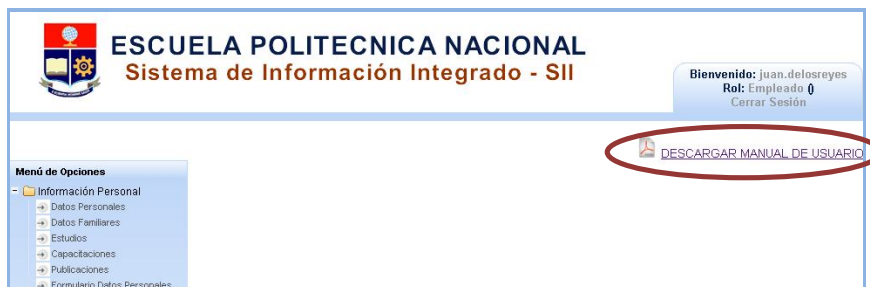 ESCUELA POLITECNICA NACIONAL
Sistema de Información Integrado - SII
Bienvenido: juan.delosreyes
Rol: Empleado ()
Cerrar Sesión
DESCARGAR MANUAL DE USUARIO
Menú de Opciones
Información Personal
Datos Personales
Datos Familiares
Estudios
Capacitaciones
Publicaciones
Formulario Datos Personales